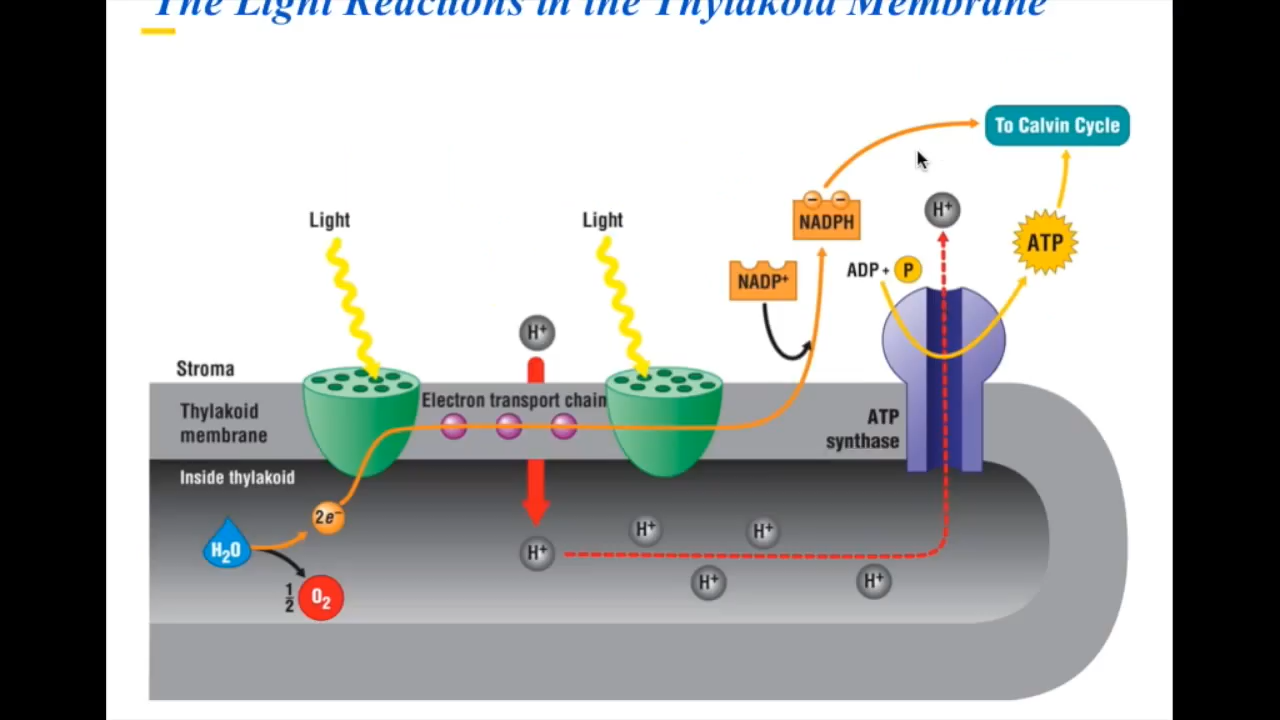 The Light Reactions in the Thylakoid Membrane
To Calvin Cycle
Light
Light
NADPH
H+
ATP
NADP+
ADP + P
H+
Stroma
Electron transport chain
Thylakoid
membrane
ATP
synthase
Inside thylakoid
2e−
H2O
H+
H+
H+
H+
H+
1/2 O2